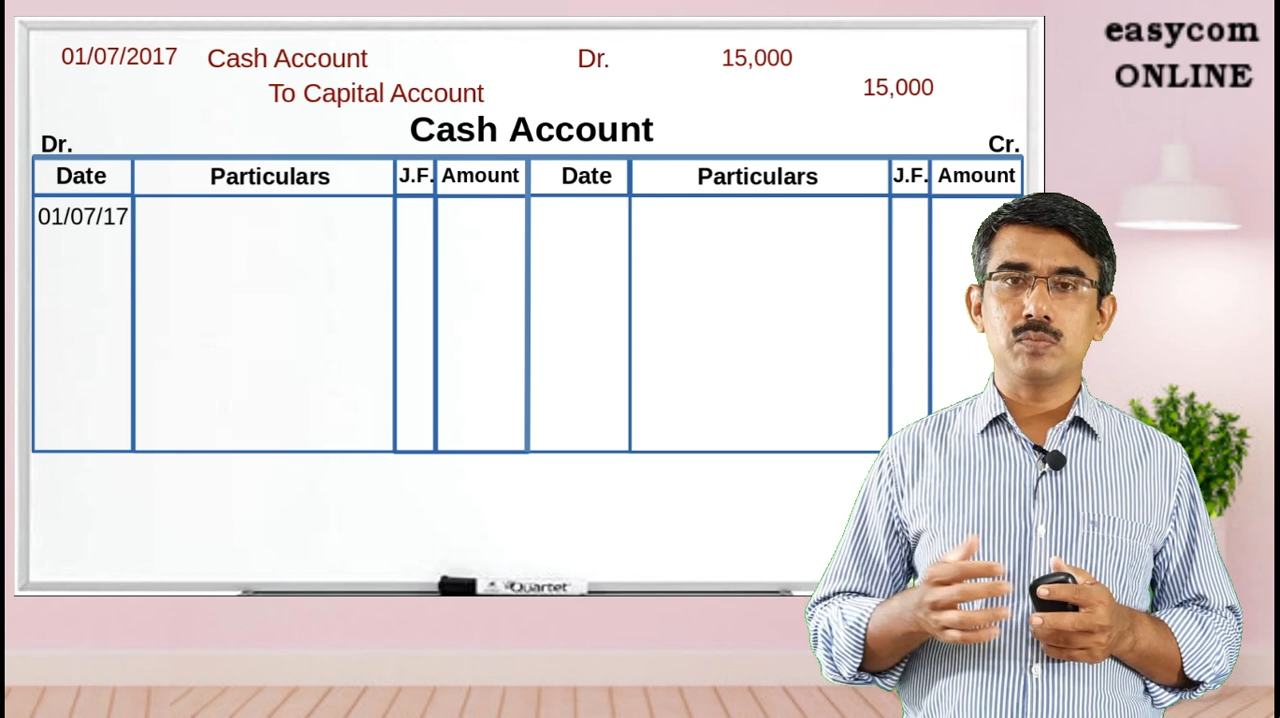 easycom
ONLINE
01/07/2017 Cash Account Dr. 15,000
To Capital Account 15,000
Cash Account
Dr. Cr.
Date Particulars J.F. Amount Date Particulars J.F. Amount
01/07/17
Quartet